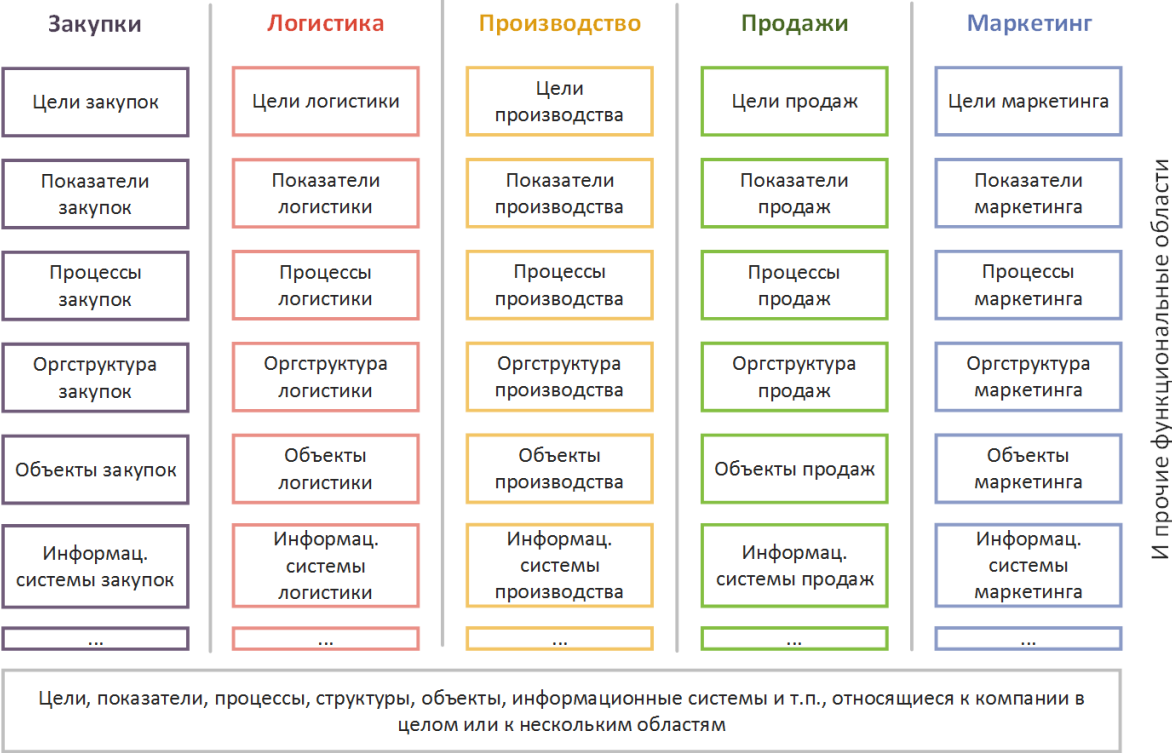 Закупки
Логистика
Производство
Продажи
Маркетинг
Цели закупок
Цели логистики
Цели
производства
Цели продаж
Цели маркетинга
Показатели
закупок
Показатели
логистики
Показатели
производства
Показатели
продаж
Показатели
маркетинга
Процессы
закупок
Процессы
логистики
Процессы
производства
Процессы
продаж
Процессы
маркетинга
Оргструктура
закупок
Оргструктура
логистики
Оргструктура
производства
Оргструктура
продаж
Оргструктура
маркетинга
Объекты закупок
Объекты
логистики
Объекты
производства
Объекты продаж
Объекты
маркетинга
Информац.
системы закупок
Информац.
системы
логистики
Информац.
системы
производства
Информац.
системы продаж
Информац.
системы
маркетинга
...
...
...
...
...
И прочие функциональные области
Цели, показатели, процессы, структуры, объекты, информационные системы и т.п., относящиеся к компании в
целом или к нескольким областям